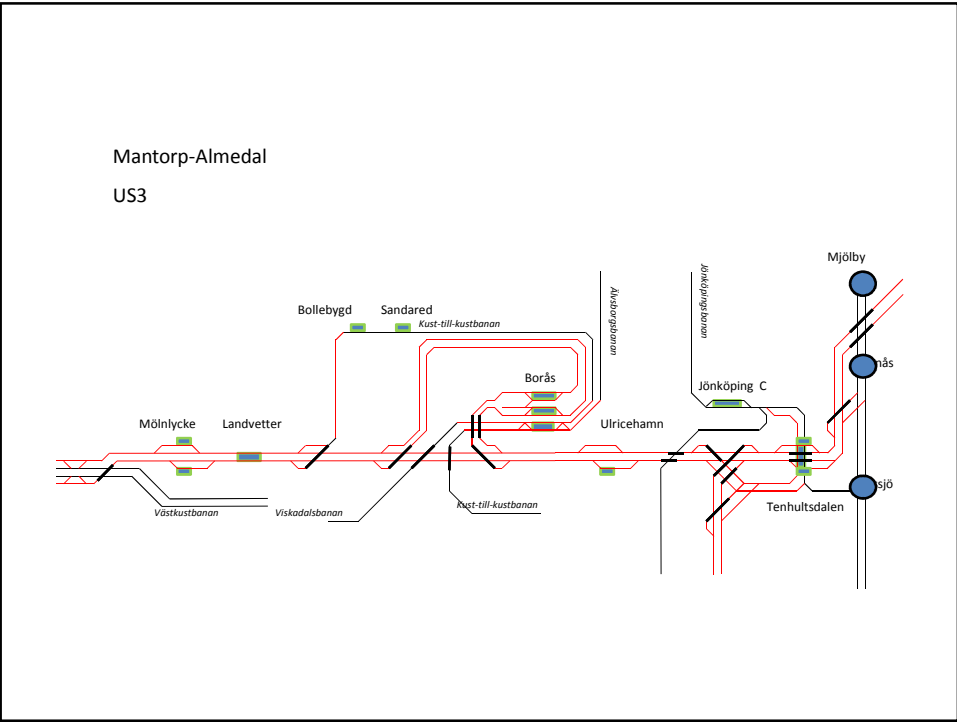 Mantorp-Almedal
US3
Mjölby
Älvsborgsbanan
Jönköpingsbanan
Bollebygd
Sandared
Kust-till-kustbanan
nås
Borås
Jönköping C
Mölnlycke
Landvetter
Ulricehamn
sjö
Västkustbanan
Viskadalsbanan
Kust-till-kustbanan
Tenhultsdalen